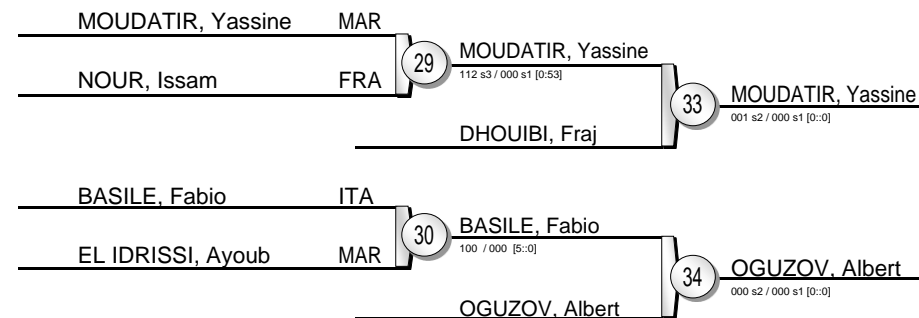 MOUDATIR, Yassine MAR
29
MOUDATIR, Yassine
112 s3 / 000 s1 [0:53]
NOUR, Issam FRA
33
MOUDATIR, Yassine
001 s2 / 000 s1 [0::0]
DHOUIBI, Fraj
BASILE, Fabio ITA
30
BASILE, Fabio
100 / 000 [5::0]
EL IDRISSI, Ayoub MAR
34
OGUZOV, Albert
000 s2 / 000 s1 [0::0]
OGUZOV, Albert